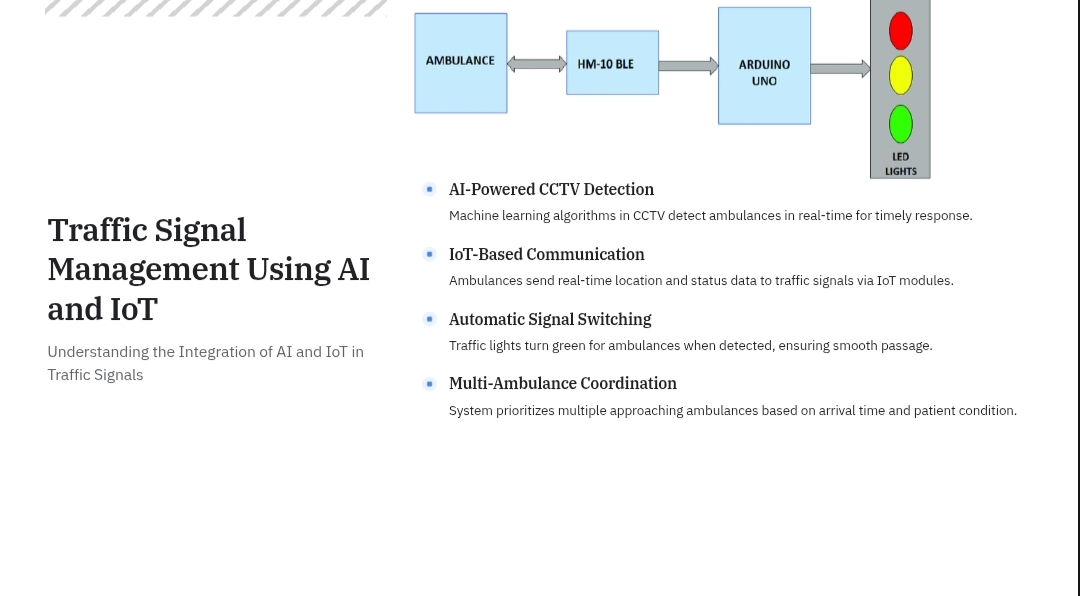 AMBULANCE
HM-10 BLE
ARDUINO
UNO
LED
LIGHTS
Traffic Signal
Management Using AI
and IoT
Understanding the Integration of AI and IoT in
Traffic Signals
AI-Powered CCTV Detection
Machine learning algorithms in CCTV detect ambulances in real-time for timely response.
IoT-Based Communication
Ambulances send real-time location and status data to traffic signals via IoT modules.
Automatic Signal Switching
Traffic lights turn green for ambulances when detected, ensuring smooth passage.
Multi-Ambulance Coordination
System prioritizes multiple approaching ambulances based on arrival time and patient condition.